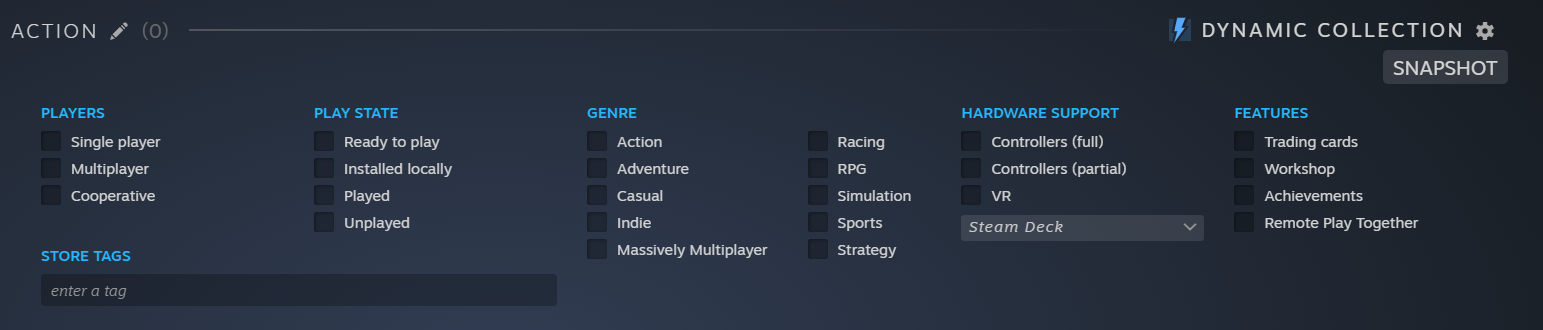 ACTION (0)
DYNAMIC COLLECTION
SNAPSHOT
PLAYERS
Single player
Multiplayer
Cooperative
PLAY STATE
Ready to play
Installed locally
Played
Unplayed
GENRE
Action
Adventure
Casual
Indie
Massively Multiplayer
Racing
RPG
Simulation
Sports
Strategy
HARDWARE SUPPORT
Controllers (full)
Controllers (partial)
VR
Steam Deck
FEATURES
Trading cards
Workshop
Achievements
Remote Play Together
STORE TAGS
enter a tag